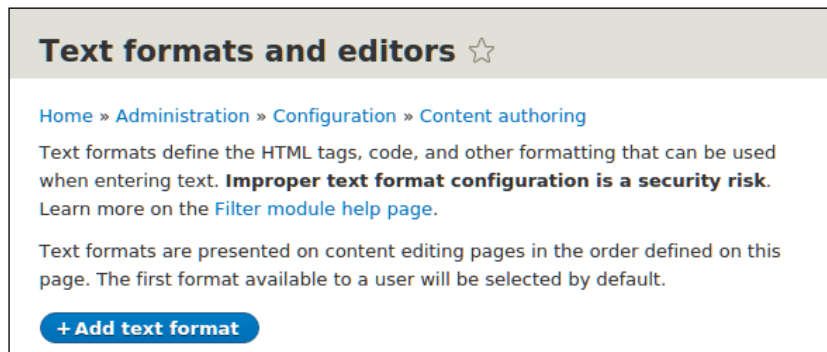 Text formats and editors
Home » Administration » Configuration » Content authoring
Text formats define the HTML tags, code, and other formatting that can be used
when entering text. Improper text format configuration is a security risk.
Learn more on the Filter module help page.
Text formats are presented on content editing pages in the order defined on this
page. The first format available to a user will be selected by default.
+ Add text format